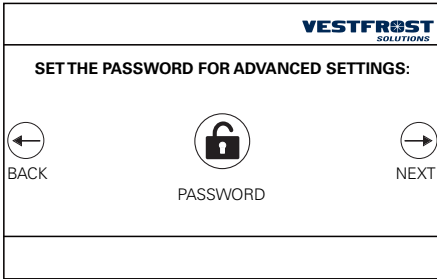 VESTFROST
SOLUTIONS
SET THE PASSWORD FOR ADVANCED SETTINGS:
BACK
NEXT
PASSWORD